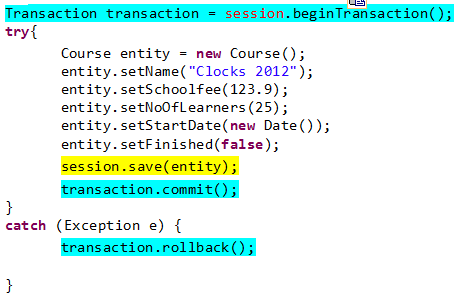 Transaction transaction = session.beginTransaction();
try{
Course entity = new Course();
entity.setName("Clocks 2012");
entity.setSchoolfee(123.9);
entity.setNoOfLearners(25);
entity.setStartDate(new Date());
entity.setFinished(false);
session.save(entity);
transaction.commit();
}
catch (Exception e) {
transaction.rollback();
}